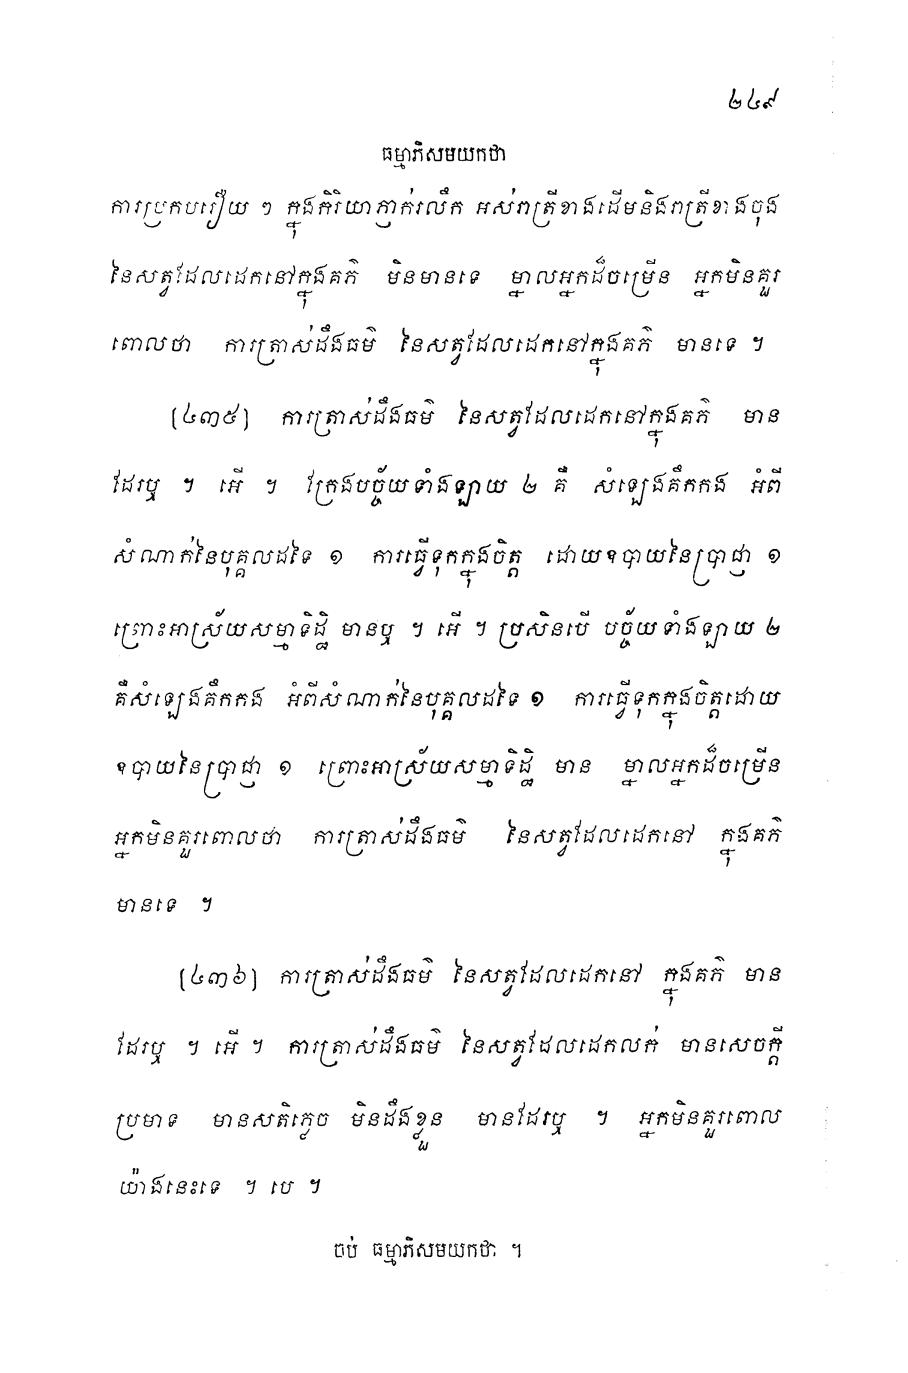 ២៤៩
ធម្មាភិសមយកថា
ការប្រកបរឿយ ៗ ក្នុងកិរិយាភ្ញាក់រលឹក អស់រាត្រីខាងដើមនិងរាត្រីខាងចុង
នៃសត្វដែលដេកនៅក្នុងគភ៌ មិនមានទេ ម្នាលអ្នកដ៏ចម្រើន អ្នកមិនគួរ
ពោលថា ការត្រាស់ដឹងធម៌ នៃសត្វដែលដេកនៅក្នុងគភ៌ មានទេ ។
(៤៣៥) ការត្រាស់ដឹងធម៌ នៃសត្វដែលដេកនៅក្នុងគភ៌ មាន
ដែរឬ ។ អើ ។ ក្រែងបច្ច័យទាំងឡាយ ២ គឺ សំឡេងគឹកកង អំពី
សំណាក់នៃបុគ្គលដទៃ ១ ការធ្វើទុកក្នុងចិត្ត ដោយឧបាយនៃប្រាជ្ញា ១
ព្រោះអាស្រ័យសម្មាទិដ្ឋិ មានឬ ។ អើ ។ ប្រសិនបើ បច្ច័យទាំងឡាយ ២
គឺសំឡេងគឹកកង អំពីសំណាក់នៃបុគ្គលដទៃ ១ ការធ្វើទុកក្នុងចិត្តដោយ
ឧបាយនៃប្រាជ្ញា ១ ព្រោះអាស្រ័យសម្មាទិដ្ឋិ មាន ម្នាលអ្នកដ៏ចម្រើន
អ្នកមិនគួរពោលថា ការត្រាស់ដឹងធម៌ នៃសត្វដែលដេកនៅ ក្នុងគភ៌
មានទេ ។
(៤៣៦) ការត្រាស់ដឹងធម៌ នៃសត្វដែលដេកនៅ ក្នុងគភ៌ មាន
ដែរឬ ។ អើ ។ ការត្រាស់ដឹងធម៌ នៃសត្វដែលដេកលក់ មានសេចក្តី
ប្រមាទ មានសតិភ្លេច មិនដឹងខ្លួន មានដែរឬ ។ អ្នកមិនគួរពោល
យ៉ាងនេះទេ ។ បេ ។
ចប់ ធម្មាភិសមយកថា ។